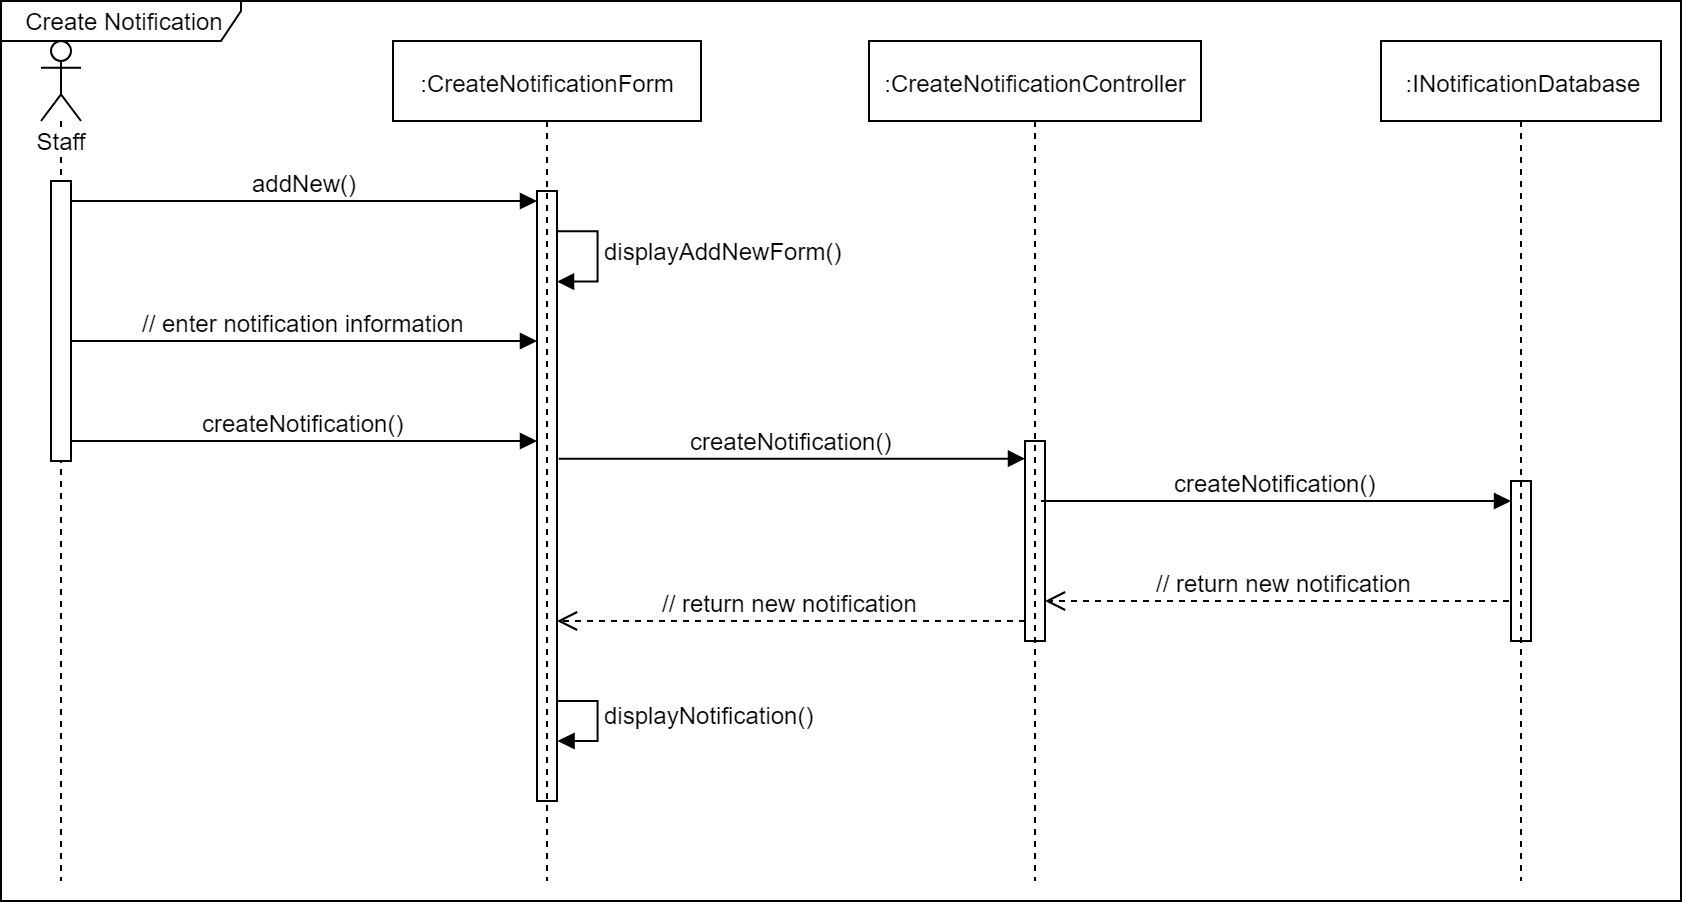 Create Notification
Staff
:CreateNotificationForm
:CreateNotificationController
:INotificationDatabase
addNew()
displayAddNewForm()
// enter notification information
createNotification()
createNotification()
createNotification()
// return new notification
// return new notification
displayNotification()